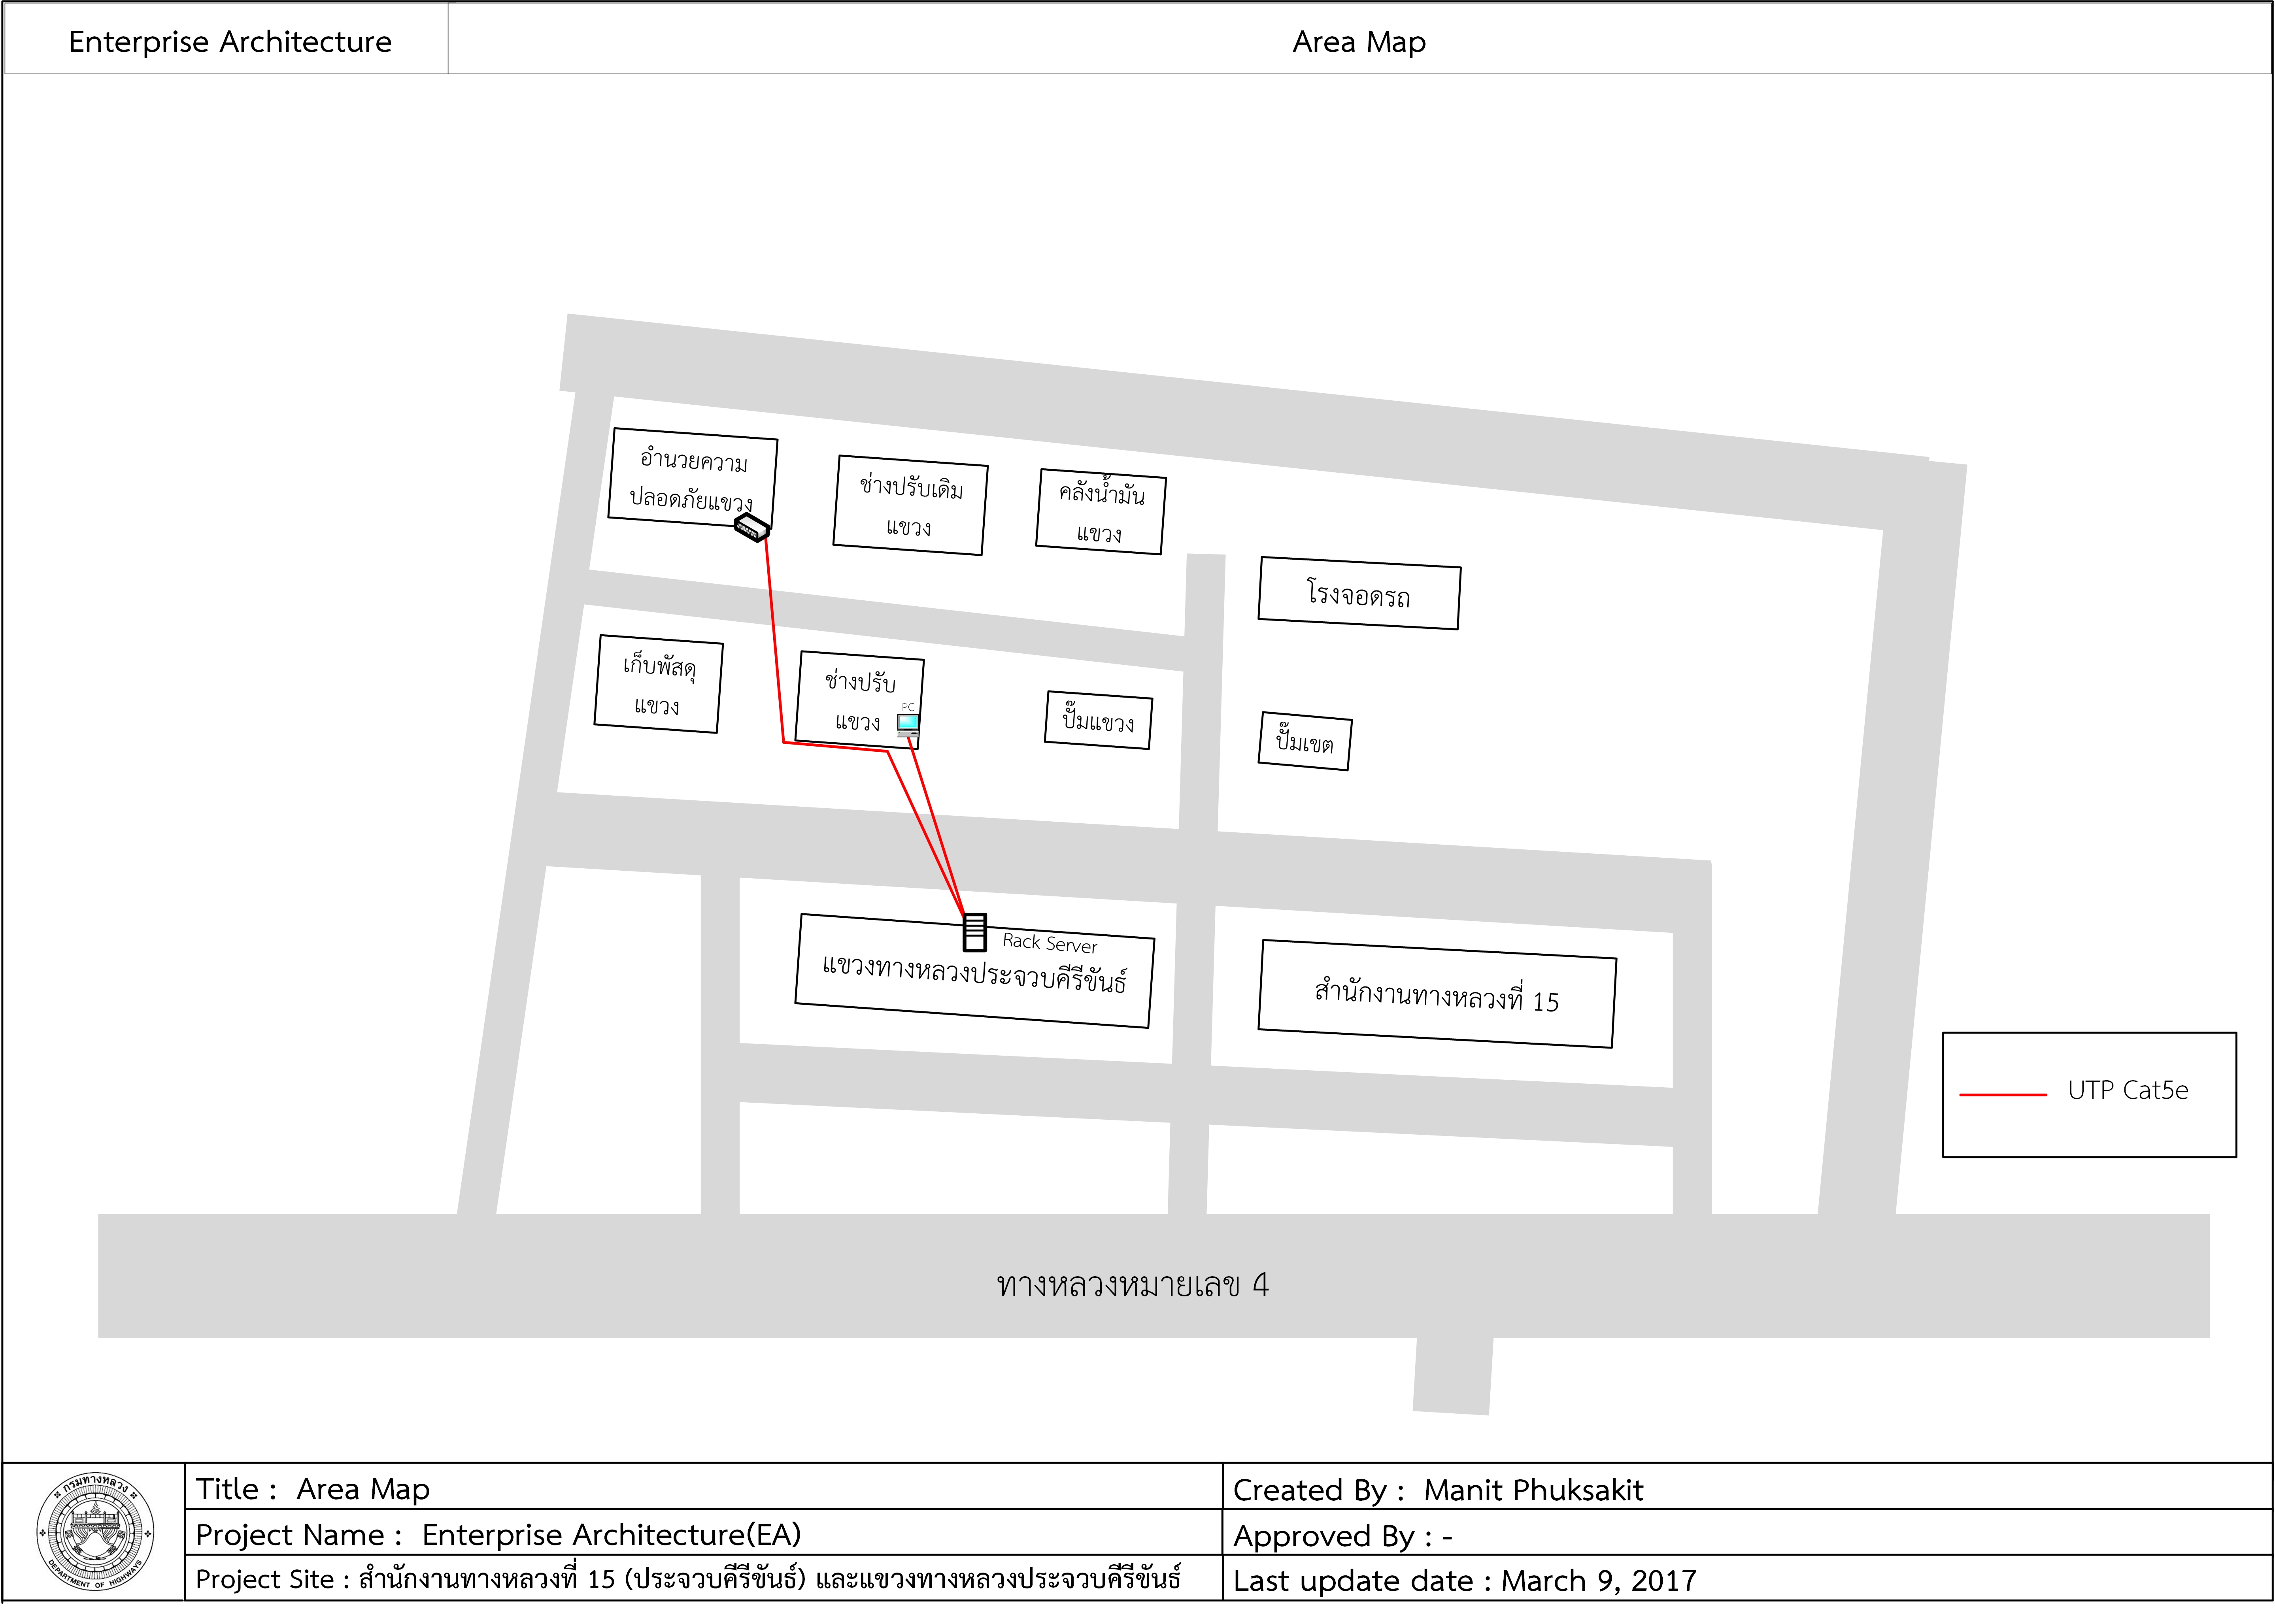 Enterprise Architecture
Area Map
อำนวยความ
ปลอดภัยแขวง
ช่างปรับเดิม
แขวง
คลังน้ำมัน
แขวง
โรงจอดรถ
เก็บพัสดุ
แขวง
ช่างปรับ
แขวง
PC
ปั๊มแขวง
ปั๊มเขต
Rack Server
แขวงทางหลวงประจวบคีรีขันธ์
สำนักงานทางหลวงที่ 15
UTP Cat5e
ทางหลวงหมายเลข 4
กรมทางหลวง
DEPARTMENT OF HIGHWAYS
Title : Area Map
Created By : Manit Phuksakit
Project Name : Enterprise Architecture(EA)
Approved By : -
Project Site : สำนักงานทางหลวงที่ 15 (ประจวบคีรีขันธ์) และแขวงทางหลวงประจวบคีรีขันธ์
Last update date : March 9, 2017